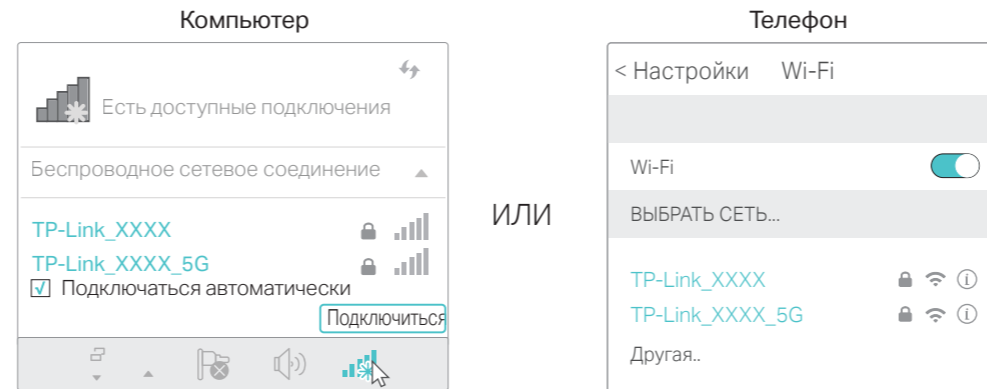 Компьютер
Есть доступные подключения
Беспроводное сетевое соединение
TP-Link_XXXX
TP-Link_XXXX_5G
Подключаться автоматически
Подключиться
ИЛИ
Телефон
< Настройки Wi-Fi
Wi-Fi
ВЫБРАТЬ СЕТЬ...
TP-Link_XXXX
TP-Link_XXXX_5G
Другая..